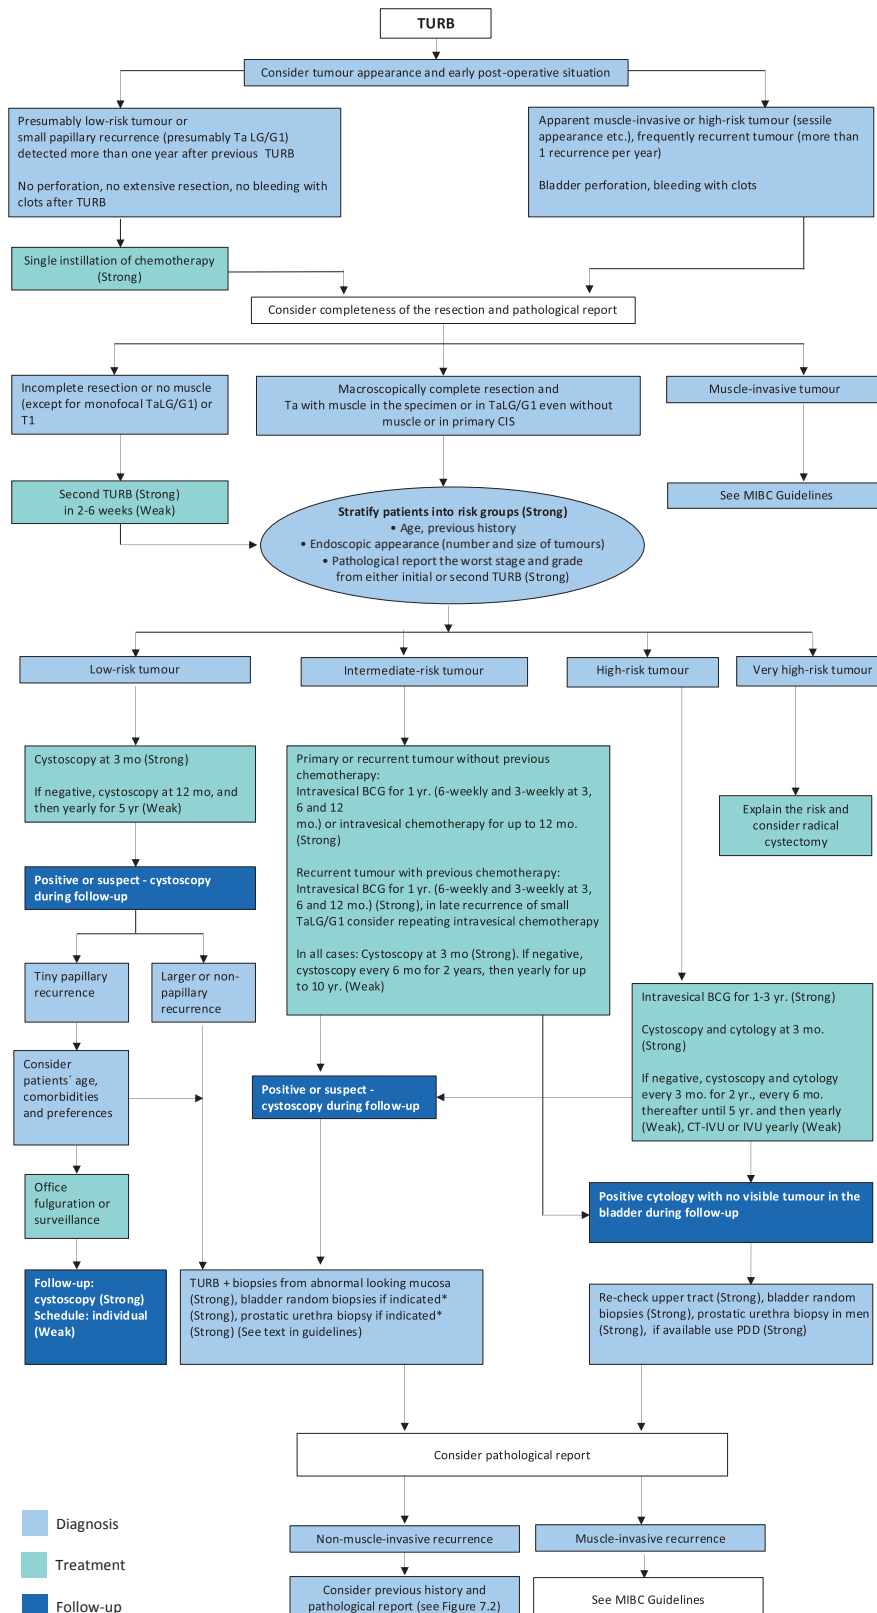 TURB
Consider tumour appearance and early post-operative situation
Presumably low-risk tumour or
small papillary recurrence (presumably Ta LG/G1)
detected more than one year after previous TURB
No perforation, no extensive resection, no bleeding with
clots after TURB
Apparent muscle-invasive or high-risk tumour (sessile
appearance etc.), frequently recurrent tumour (more than
1 recurrence per year)
Bladder perforation, bleeding with clots
Single instillation of chemotherapy
(Strong)
Consider completeness of the resection and pathological report
Incomplete resection or no muscle
(except for monofocal TaLG/G1) or
T1
Macroscopically complete resection and
Ta with muscle in the specimen or in TaLG/G1 even without
muscle or in primary CIS
Muscle-invasive tumour
Second TURB (Strong)
in 2-6 weeks (Weak)
See MIBC Guidelines
Stratify patients into risk groups (Strong)
• Age, previous history
• Endoscopic appearance (number and size of tumours)
• Pathological report the worst stage and grade
from either initial or second TURB (Strong)
Low-risk tumour
Intermediate-risk tumour
High-risk tumour
Very high-risk tumour
Cystoscopy at 3 mo (Strong)
If negative, cystoscopy at 12 mo, and
then yearly for 5 yr (Weak)
Primary or recurrent tumour without previous
chemotherapy:
Intravesical BCG for 1 yr. (6-weekly and 3-weekly at 3,
6 and 12
mo.) or intravesical chemotherapy for up to 12 mo.
(Strong)
Recurrent tumour with previous chemotherapy:
Intravesical BCG for 1 yr. (6-weekly and 3-weekly at 3,
6 and 12 mo.) (Strong), in late recurrence of small
TaLG/G1 consider repeating intravesical chemotherapy
In all cases: Cystoscopy at 3 mo (Strong). If negative,
cystoscopy every 6 mo for 2 years, then yearly for up
to 10 yr. (Weak)
Explain the risk and
consider radical
cystectomy
Positive or suspect - cystoscopy
during follow-up
Tiny papillary
recurrence
Larger or non-
papillary
recurrence
Intravesical BCG for 1-3 yr. (Strong)
Cystoscopy and cytology at 3 mo.
(Strong)
If negative, cystoscopy and cytology
every 3 mo. for 2 yr., every 6 mo.
thereafter until 5 yr. and then yearly
(Weak), CT-IVU or IVU yearly (Weak)
Consider
patients´ age,
comorbidities
and preferences
Positive or suspect -
cystoscopy during follow-up
Office
fulguration or
surveillance
Positive cytology with no visible tumour in the
bladder during follow-up
Follow-up:
cystoscopy (Strong)
Schedule: individual
(Weak)
TURB + biopsies from abnormal looking mucosa
(Strong), bladder random biopsies if indicated*
(Strong), prostatic urethra biopsy if indicated*
(Strong) (See text in guidelines)
Re-check upper tract (Strong), bladder random
biopsies (Strong), prostatic urethra biopsy in men
(Strong), if available use PDD (Strong)
Consider pathological report
Non-muscle-invasive recurrence
Muscle-invasive recurrence
Consider previous history and
pathological report (see Figure 7.2)
See MIBC Guidelines
Diagnosis
Treatment
Follow-up